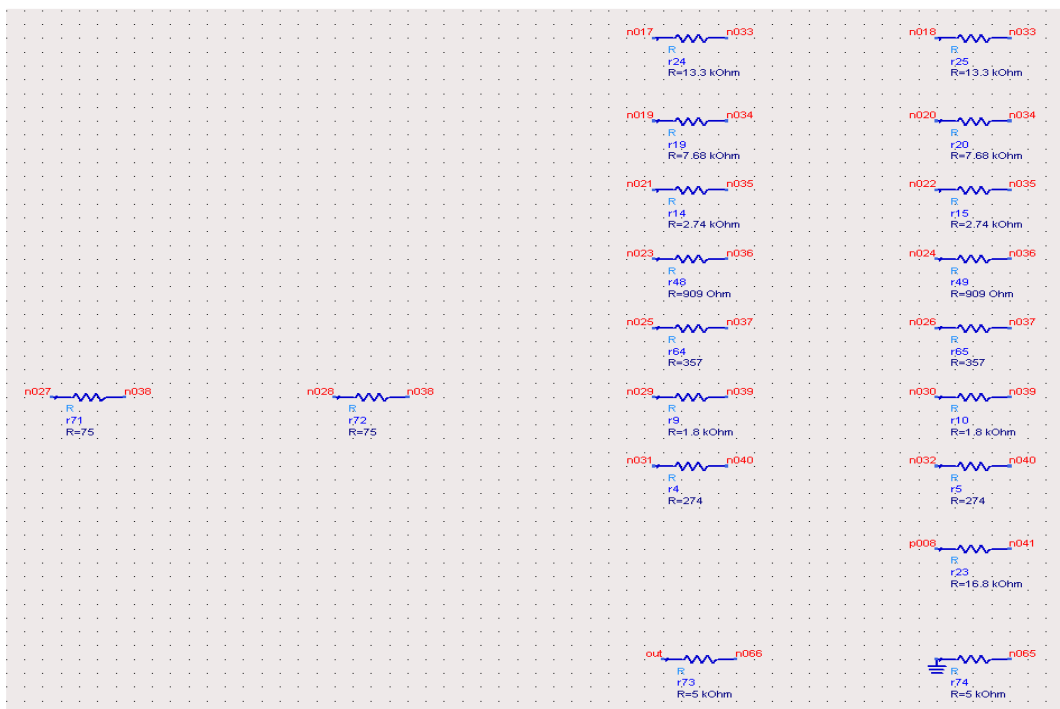 n017 n033 n018 n033
R R
r24 r25
R=13.3 kOhm R=13.3 kOhm
n019 n034 n020 n034
R R
r19 r20
R=7.68 kOhm R=7.68 kOhm
n021 n035 n022 n035
R R
r14 r15
R=2.74 kOhm R=2.74 kOhm
n023 n036 n024 n036
R R
r48 r49
R=909 Ohm R=909 Ohm
n025 n037 n026 n037
R R
r64 r65
R=357 R=357
n027 n038 n028 n038 n029 n039 n030 n039
R R R R
r71 r72 r9 r10
R=75 R=75 R=1.8 kOhm R=1.8 kOhm
n031 n040 n032 n040
R R
r4 r5
R=274 R=274
p008 n041
R
r23
R=16.8 kOhm
out n066 n065
R R
r73 r74
R=5 kOhm R=5 kOhm